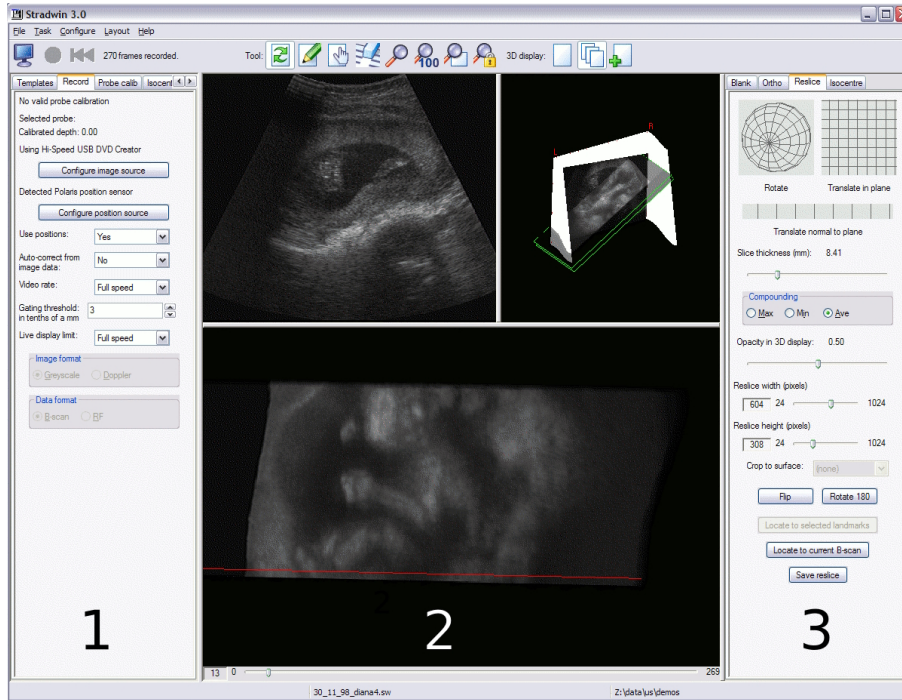 Stradwin 3.0
File Task Configure Layout Help
270 frames recorded.
Tool:
100
3D display:
Templates Record Probe calib Isocent
No valid probe calibration
Selected probe:
Calibrated depth: 0.00
Using Hi-Speed USB DVD Creator
Configure image source
Detected Polaris position sensor
Configure position source
Use positions: Yes
Auto-correct from
image data:
No
Video rate: Full speed
Gating threshold:
in tenths of a mm
3
Live display limit: Full speed
Image format
Greyscale Doppler
Data format
B-scan RF
1
L
R
2
2
13 0 269
Blank Ortho Reslice Isocentre
Rotate Translate in plane
Translate normal to plane
Slice thickness (mm): 8.41
Compounding
Max Min Ave
Opacity in 3D display: 0.50
Reslice width (pixels)
604 24 1024
Reslice height (pixels)
308 24 1024
Crop to surface: (none)
Flip Rotate 180
Locate to selected landmarks
Locate to current B-scan
Save reslice
3
30_11_98_diana4.sw Z:\data\us\demos